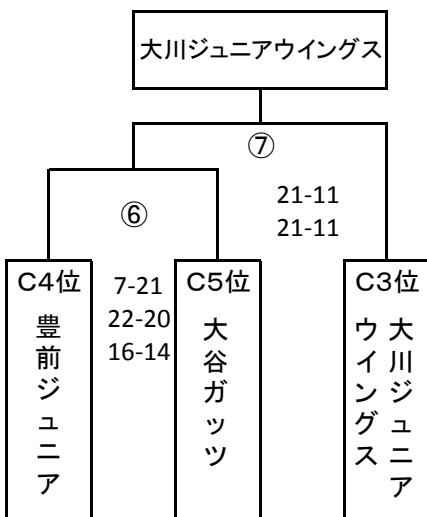 大川ジュニアウイングス
⑦
21-11
21-11
⑥
C4位
豊前ジュニア
7-21
22-20
16-14
C5位
大谷ガッツ
C3位
大川ジュニア
ウイングス